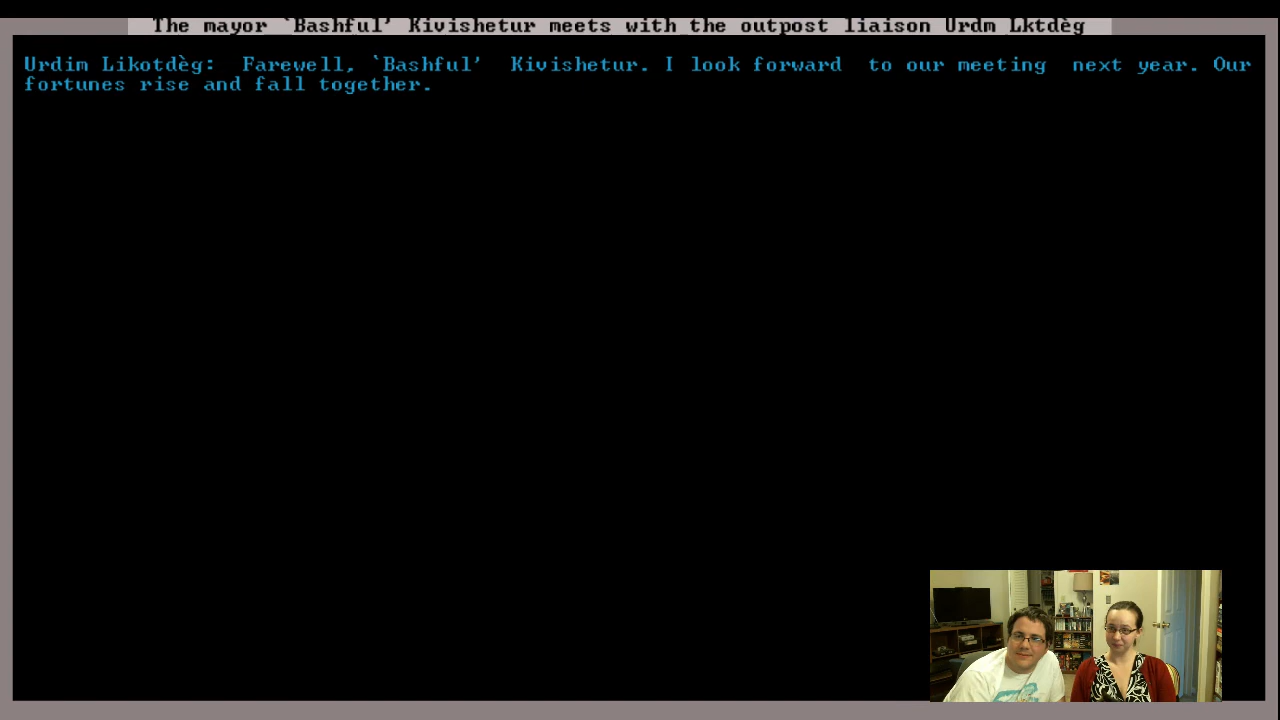 The mayor `Bashful' Kivishetur meets with the outpost liaison Urdm Lktdèg
Urdim Likotdèg: Farewell, `Bashful' Kivishetur. I look forward to our meeting next year. Our
fortunes rise and fall together.